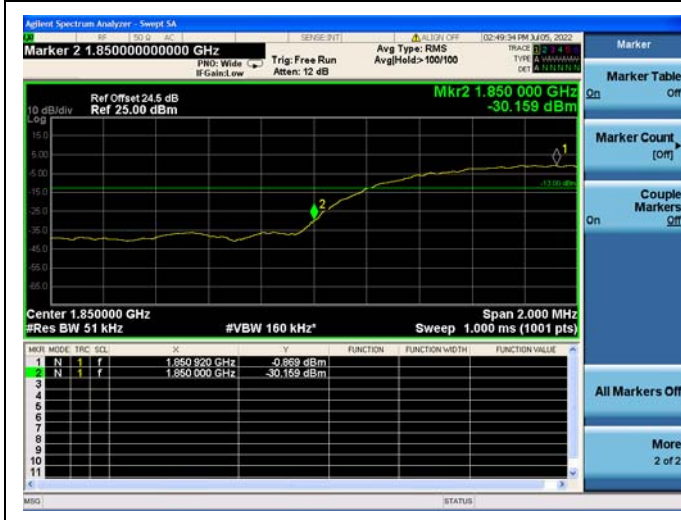 Agilent Spectrum Analyzer - Swept SA
RF 50 Ω AC SENSE:INT ALIGN OFF 02:49:34 PM Jul 05, 2022
Marker 2 1.850000000000 GHz
PNO: Wide
IFGain:Low
Trig: Free Run
Atten: 12 dB
Avg Type: RMS
Avg|Hold:>100/100
TRACE 1 2 3 4 5 6
TYPE A
DET A N N N N N
Marker
Marker Table
On Off
Marker Count
[Off]
Couple
Markers
On Off
All Markers Off
More
2 of 2
Mkr2 1.850 000 GHz
-30.159 dBm
Ref Offset 24.5 dB
10 dB/div Ref 25.00 dBm
Log
15.0
5.00
-5.00
-15.0
-25.0
-35.0
-45.0
-55.0
-65.0
1
-13.00 dBm
2
Center 1.850000 GHz Span 2.000 MHz
#Res BW 51 kHz #VBW 160 kHz* Sweep 1.000 ms (1001 pts)
MKR MODE TRC SCL X Y FUNCTION FUNCTION WIDTH FUNCTION VALUE
1 N 1 f 1.850 920 GHz -0.869 dBm
2 N 1 f 1.850 000 GHz -30.159 dBm
3
4
5
6
7
8
9
10
11
MSG STATUS